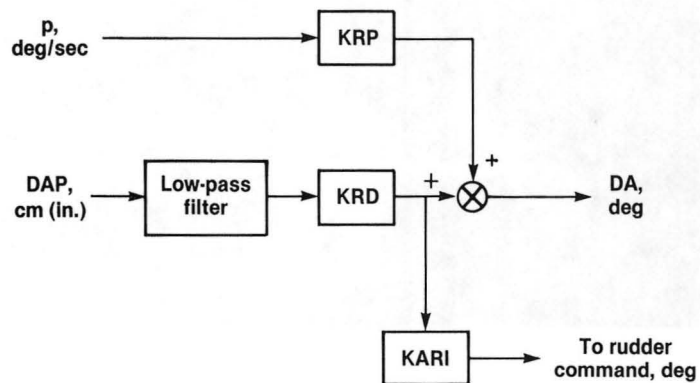 p,
deg/sec
KRP
+
DAP,
cm (in.)
Low-pass
filter
KRD
+
DA,
deg
KARI
To rudder
command, deg